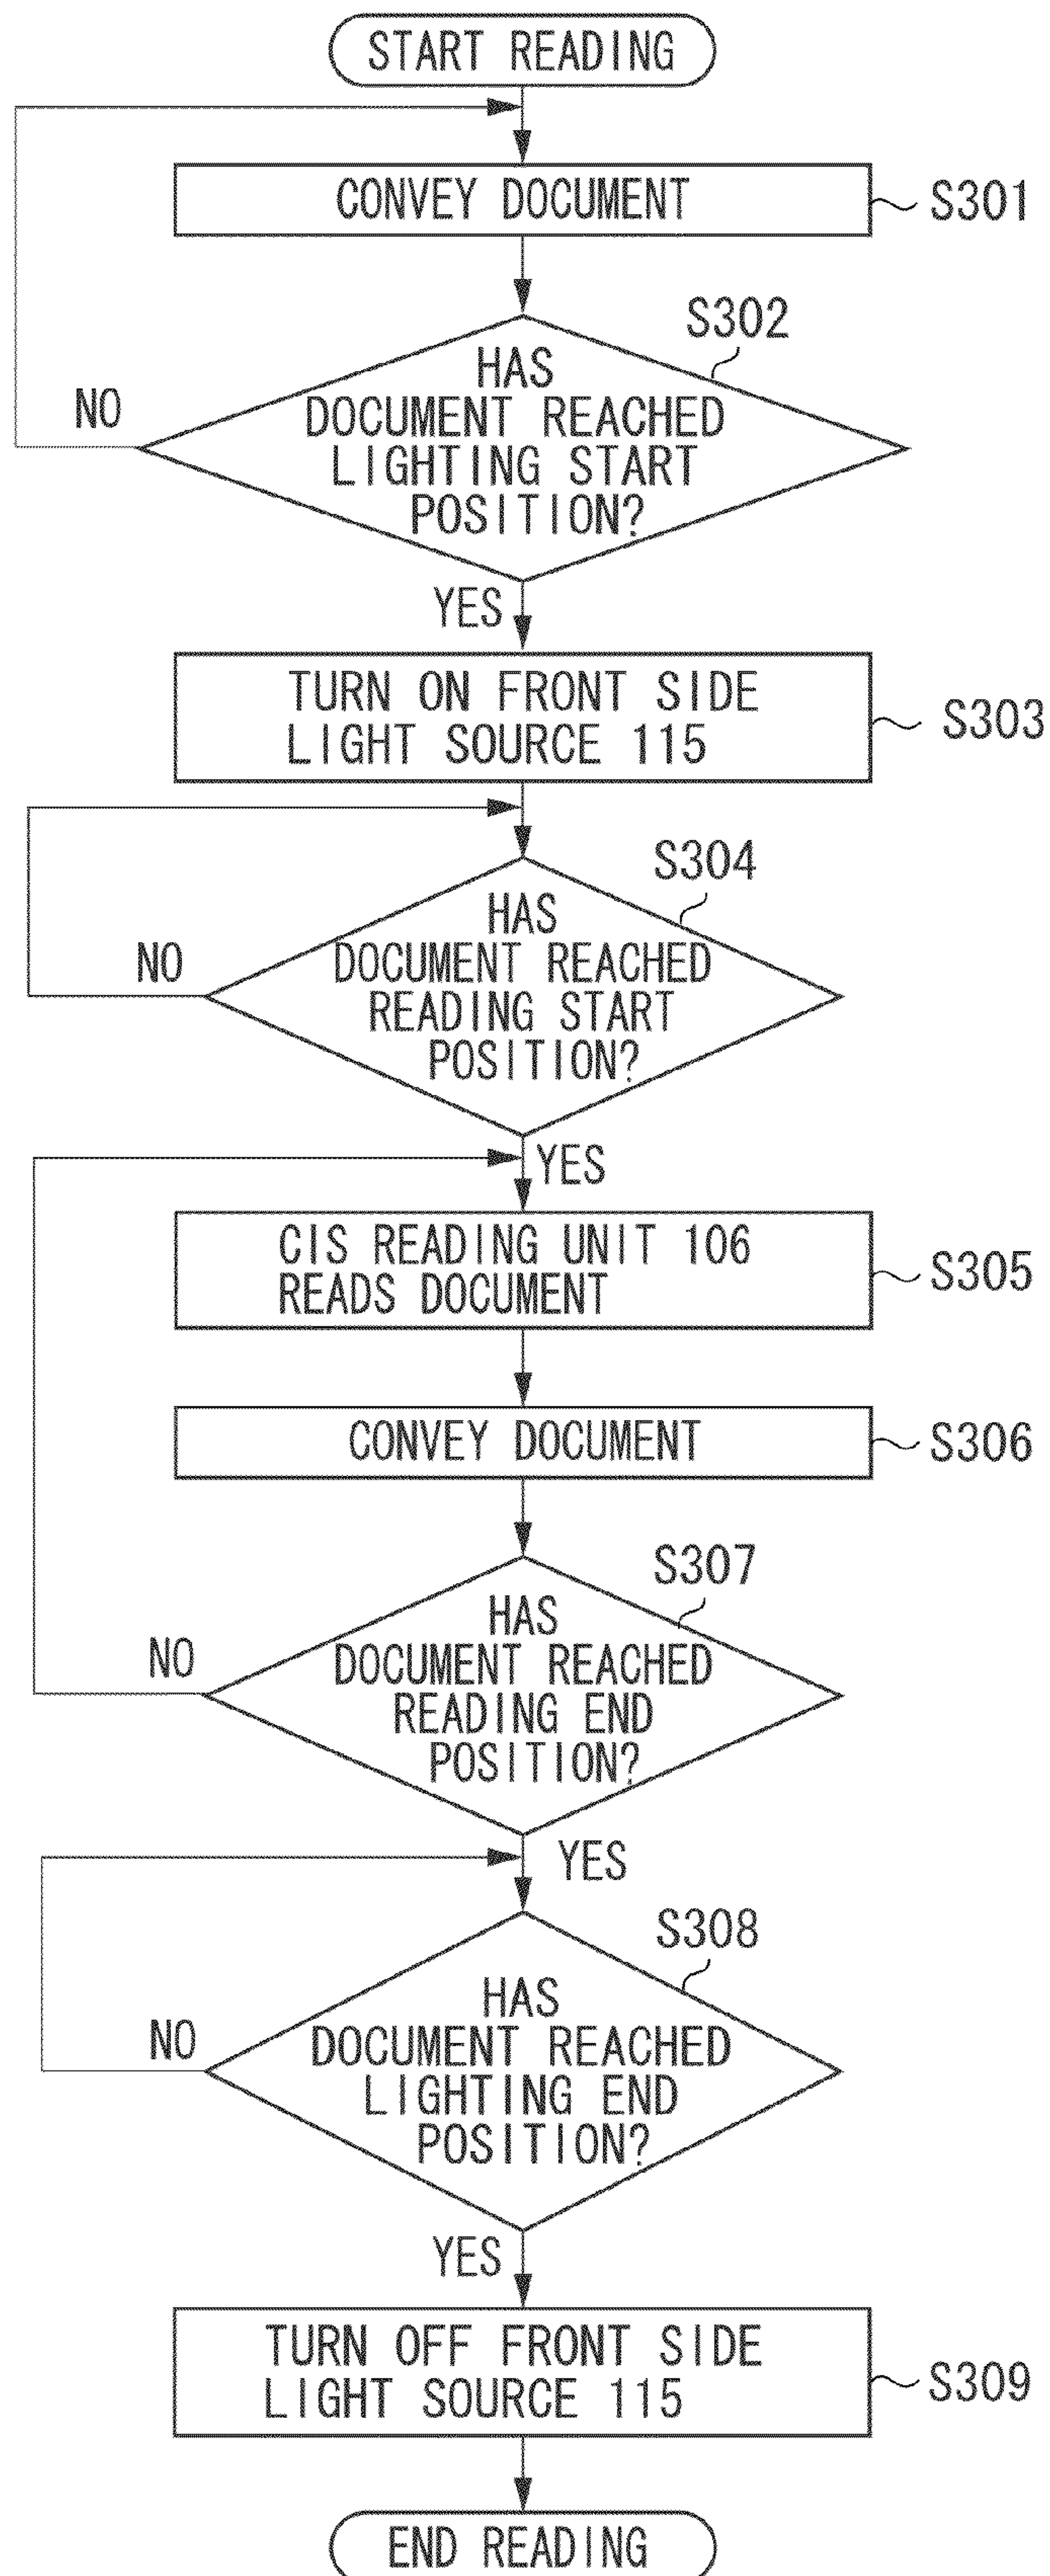 START READING
CONVEY DOCUMENT
S301
S302
HAS
DOCUMENT REACHED
LIGHTING START
POSITION?
NO
YES
TURN ON FRONT SIDE
LIGHT SOURCE 115
S303
S304
HAS
DOCUMENT REACHED
READING START
POSITION?
NO
YES
CIS READING UNIT 106
READS DOCUMENT
S305
CONVEY DOCUMENT
S306
S307
HAS
DOCUMENT REACHED
READING END
POSITION?
NO
YES
S308
HAS
DOCUMENT REACHED
LIGHTING END
POSITION?
NO
YES
TURN OFF FRONT SIDE
LIGHT SOURCE 115
S309
END READING